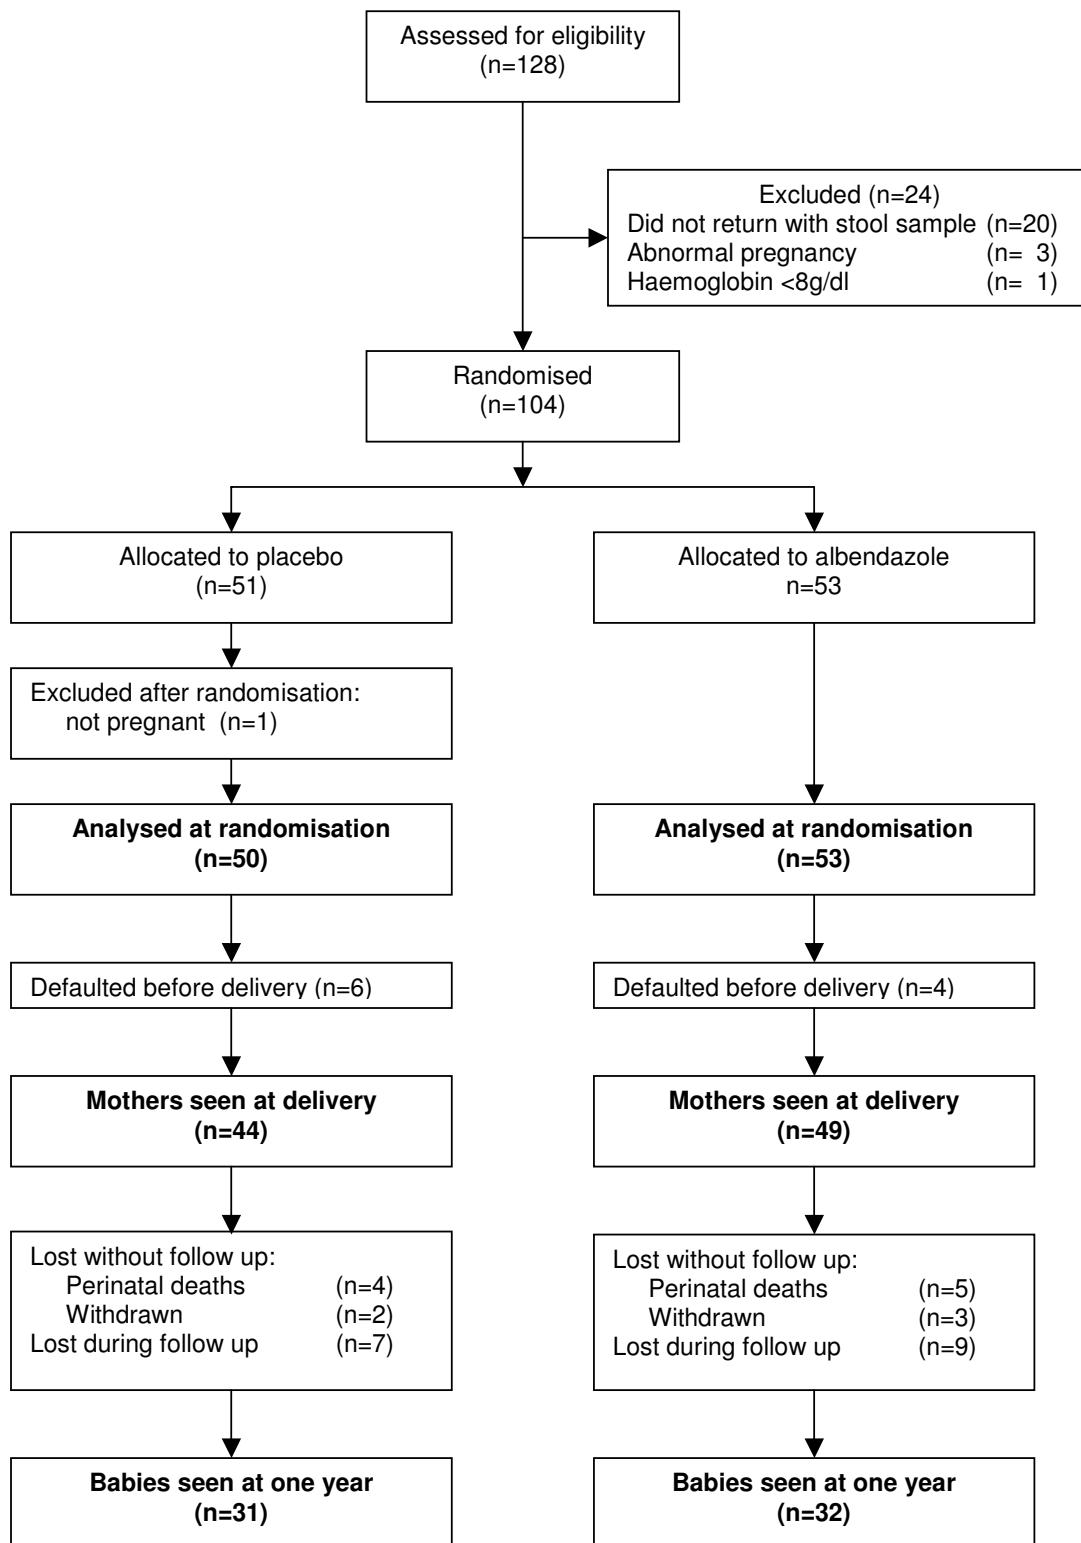 Assessed for eligibility
(n=128)
Excluded (n=24)
Did not return with stool sample (n=20)
Abnormal pregnancy (n= 3)
Haemoglobin <8g/dl (n= 1)
Randomised
(n=104)
Allocated to placebo
(n=51)
Allocated to albendazole
n=53
Excluded after randomisation:
not pregnant (n=1)
Analysed at randomisation
(n=50)
Analysed at randomisation
(n=53)
Defaulted before delivery (n=6)
Defaulted before delivery (n=4)
Mothers seen at delivery
(n=44)
Mothers seen at delivery
(n=49)
Lost without follow up:
Perinatal deaths (n=4)
Withdrawn (n=2)
Lost during follow up (n=7)
Lost without follow up:
Perinatal deaths (n=5)
Withdrawn (n=3)
Lost during follow up (n=9)
Babies seen at one year
(n=31)
Babies seen at one year
(n=32)